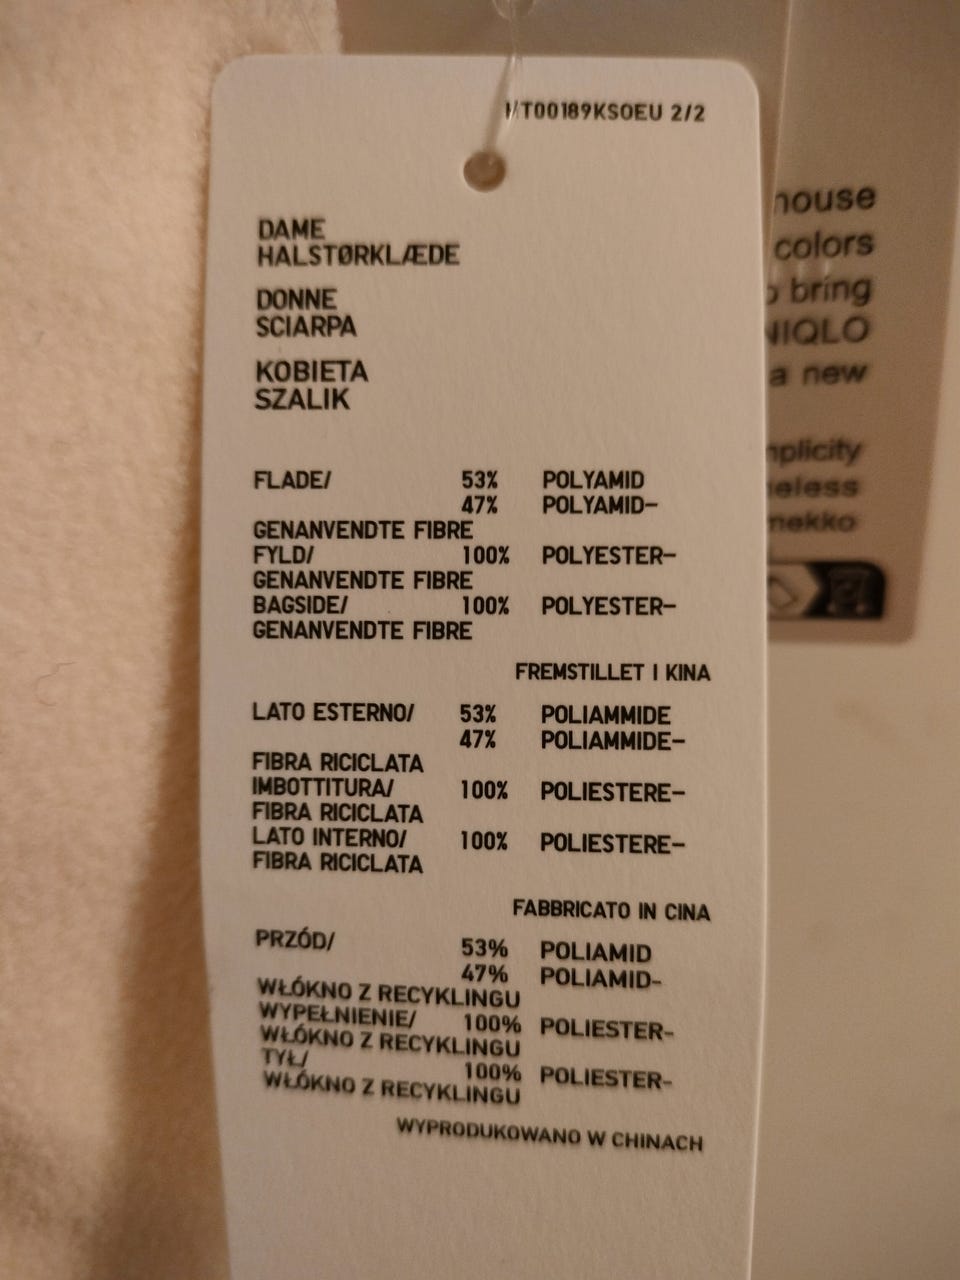 T00189KSOEU 2/2
DAME
HALSTØRKLÆDE
DONNE
SCIARPA
KOBIETA
SZALIK
FLADE/ 53% POLYAMID
47% POLYAMID-
GENANVENDTE FIBRE
FYLD/ 100% POLYESTER-
GENANVENDTE FIBRE
BAGSIDE/ 100% POLYESTER-
GENANVENDTE FIBRE
FREMSTILLET I KINA
LATO ESTERNO/ 53% POLIAMMIDE
47% POLIAMMIDE-
FIBRA RICICLATA
IMBOTTITURA/ 100% POLIESTERE-
FIBRA RICICLATA
LATO INTERNO/ 100% POLIESTERE-
FIBRA RICICLATA
FABBRICATO IN CINA
PRZÓD/ 53% POLIAMID
47% POLIAMID-
WŁÓKNO Z RECYKLINGU
WYPEŁNIENIE/ 100% POLIESTER-
WŁÓKNO Z RECYKLINGU
TYŁ/ 100% POLIESTER-
WŁÓKNO Z RECYKLINGU
WYPRODUKOWANO W CHINACH
house
colors
bring
NIQLO
a new
mplicity
eless
mekko